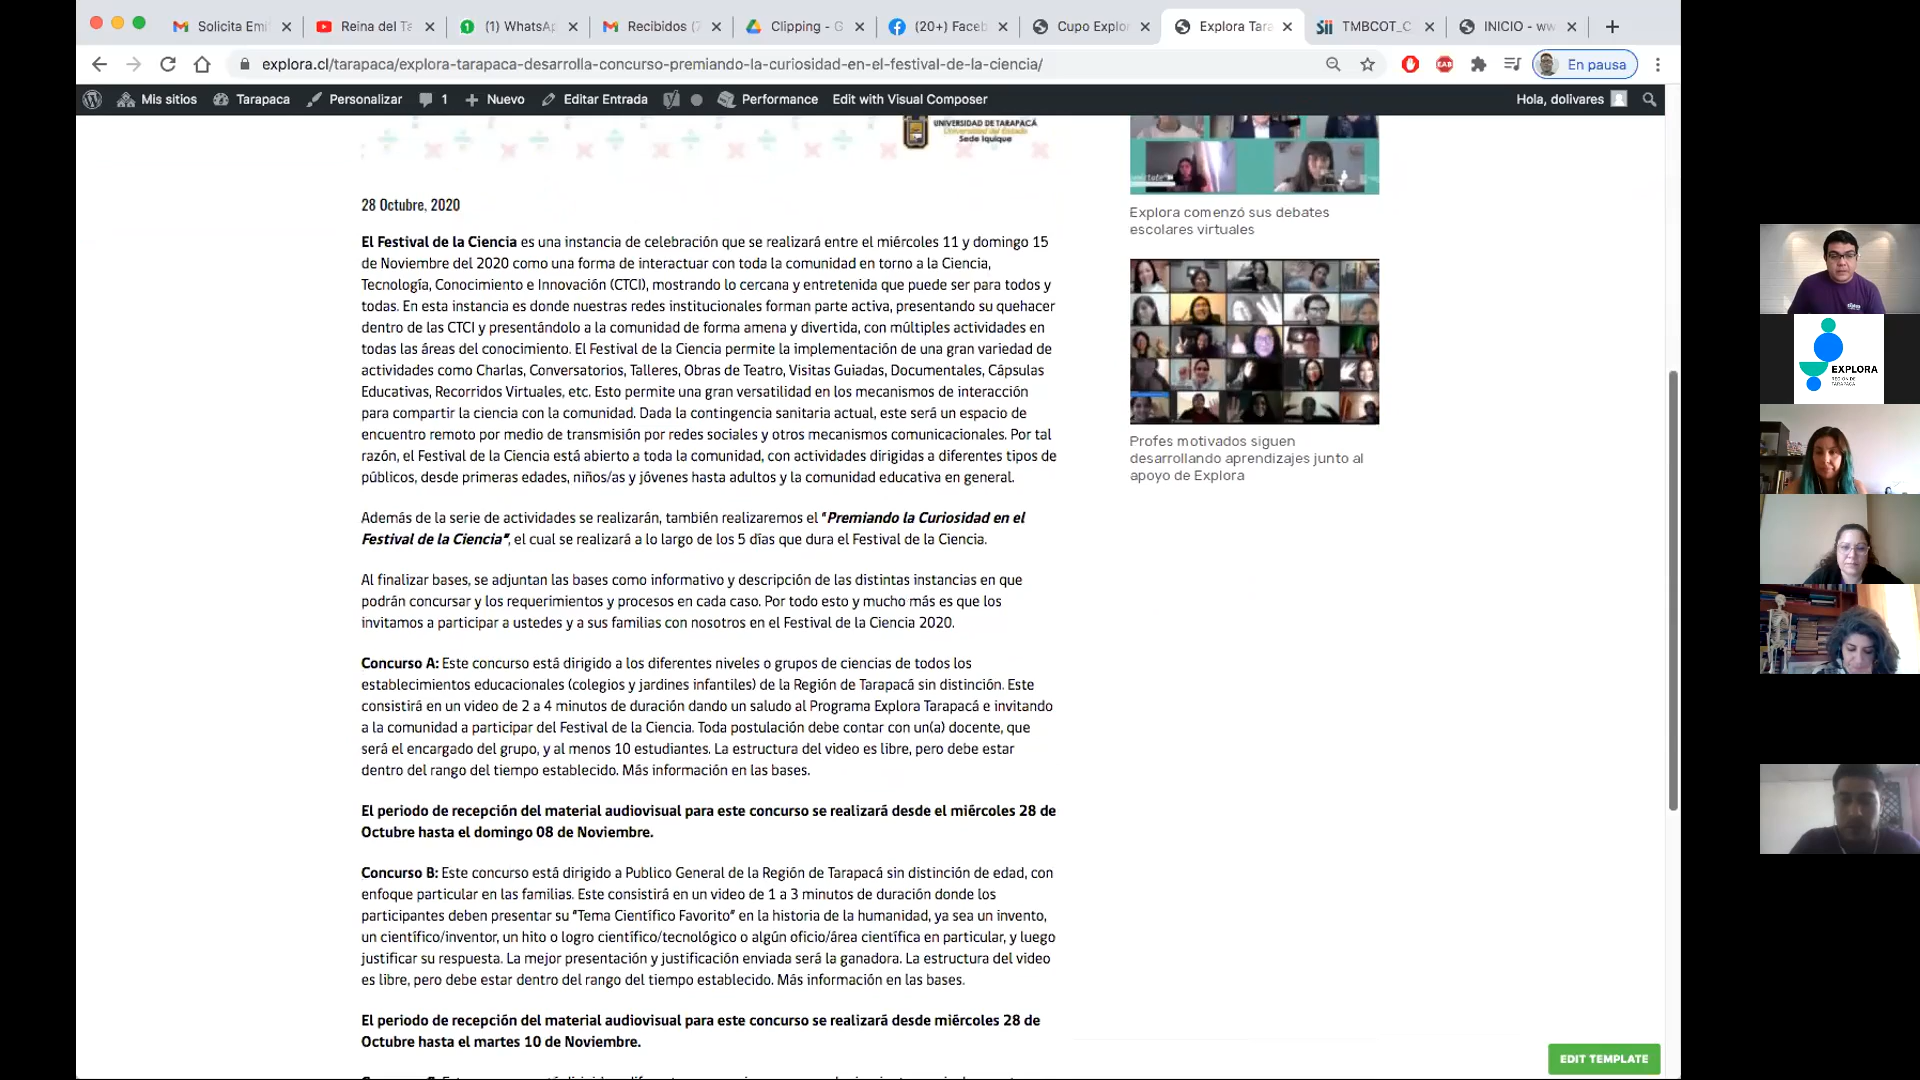 Solicita Emi
Reina del Ta
(1) WhatsAp
Recibidos (7
Clipping - G
(20+) Faceb
Cupo Explor
Explora Tara
TMBCOT_C
INICIO - ww
explora.cl/tarapaca/explora-tarapaca-desarrolla-concurso-premiando-la-curiosidad-en-el-festival-de-la-ciencia/
En pausa
Mis sitios
Tarapaca
Personalizar
1
Nuevo
Editar Entrada
Performance
Edit with Visual Composer
Hola, dolivares
UNIVERSIDAD DE TARAPACÁ
Universidad del Estado
Sede Iquique
28 Octubre, 2020
El Festival de la Ciencia es una instancia de celebración que se realizará entre el miércoles 11 y domingo 15
de Noviembre del 2020 como una forma de interactuar con toda la comunidad en torno a la Ciencia,
Tecnología, Conocimiento e Innovación (CTCI), mostrando lo cercana y entretenida que puede ser para todos y
todas. En esta instancia es donde nuestras redes institucionales forman parte activa, presentando su quehacer
dentro de las CTCI y presentándolo a la comunidad de forma amena y divertida, con múltiples actividades en
todas las áreas del conocimiento. El Festival de la Ciencia permite la implementación de una gran variedad de
actividades como Charlas, Conversatorios, Talleres, Obras de Teatro, Visitas Guiadas, Documentales, Cápsulas
Educativas, Recorridos Virtuales, etc. Esto permite una gran versatilidad en los mecanismos de interacción
para compartir la ciencia con la comunidad. Dada la contingencia sanitaria actual, este será un espacio de
encuentro remoto por medio de transmisión por redes sociales y otros mecanismos comunicacionales. Por tal
razón, el Festival de la Ciencia está abierto a toda la comunidad, con actividades dirigidas a diferentes tipos de
públicos, desde primeras edades, niños/as y jóvenes hasta adultos y la comunidad educativa en general.
Además de la serie de actividades se realizarán, también realizaremos el "Premiando la Curiosidad en el
Festival de la Ciencia", el cual se realizará a lo largo de los 5 días que dura el Festival de la Ciencia.
Al finalizar bases, se adjuntan las bases como informativo y descripción de las distintas instancias en que
podrán concursar y los requerimientos y procesos en cada caso. Por todo esto y mucho más es que los
invitamos a participar a ustedes y a sus familias con nosotros en el Festival de la Ciencia 2020.
Concurso A: Este concurso está dirigido a los diferentes niveles o grupos de ciencias de todos los
establecimientos educacionales (colegios y jardines infantiles) de la Región de Tarapacá sin distinción. Este
consistirá en un video de 2 a 4 minutos de duración dando un saludo al Programa Explora Tarapacá e invitando
a la comunidad a participar del Festival de la Ciencia. Toda postulación debe contar con un(a) docente, que
será el encargado del grupo, y al menos 10 estudiantes. La estructura del video es libre, pero debe estar
dentro del rango del tiempo establecido. Más información en las bases.
El periodo de recepción del material audiovisual para este concurso se realizará desde el miércoles 28 de
Octubre hasta el domingo 08 de Noviembre.
Concurso B: Este concurso está dirigido a Publico General de la Región de Tarapacá sin distinción de edad, con
enfoque particular en las familias. Este consistirá en un video de 1 a 3 minutos de duración donde los
participantes deben presentar su "Tema Científico Favorito" en la historia de la humanidad, ya sea un invento,
un científico/inventor, un hito o logro científico/tecnológico o algún oficio/área científica en particular, y luego
justificar su respuesta. La mejor presentación y justificación enviada será la ganadora. La estructura del video
es libre, pero debe estar dentro del rango del tiempo establecido. Más información en las bases.
El periodo de recepción del material audiovisual para este concurso se realizará desde miércoles 28 de
Octubre hasta el martes 10 de Noviembre.
Explora comenzó sus debates
escolares virtuales
Profes motivados siguen
desarrollando aprendizajes junto al
apoyo de Explora
EDIT TEMPLATE
EXPLORA
REGIÓN DE
TARAPACÁ